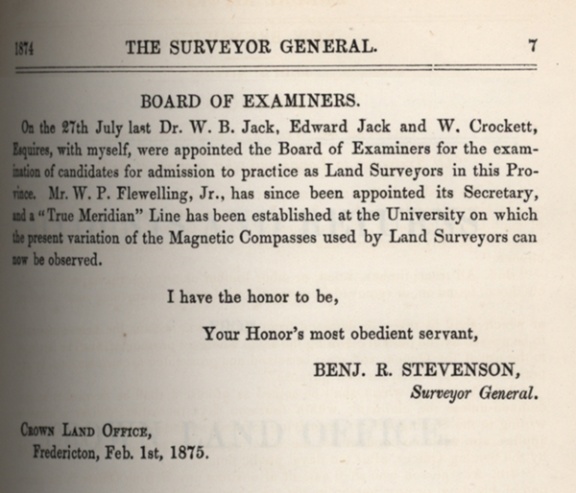 1874 THE SURVEYOR GENERAL. 7
BOARD OF EXAMINERS.
On the 27th July last Dr. W. B. Jack, Edward Jack and W. Crockett,
Esquires, with myself, were appointed the Board of Examiners for the exam-
ination of candidates for admission to practice as Land Surveyors in this Pro-
vince. Mr. W. P. Flewelling, Jr., has since been appointed its Secretary,
and a "True Meridian" Line has been established at the University on which
the present variation of the Magnetic Compasses used by Land Surveyors can
now be observed.
I have the honor to be,
Your Honor's most obedient servant,
BENJ. R. STEVENSON,
Surveyor General.
CROWN LAND OFFICE,
Fredericton, Feb. 1st, 1875.